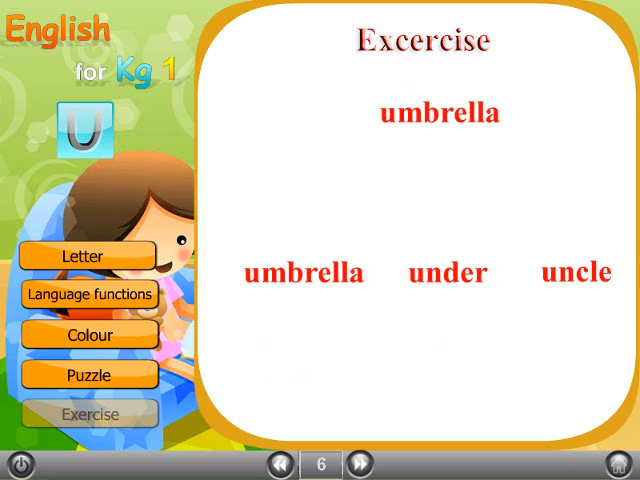 English
for Kg 1
U
Letter
Language functions
Colour
Puzzle
Exercise
Excercise
umbrella
umbrella under uncle
6